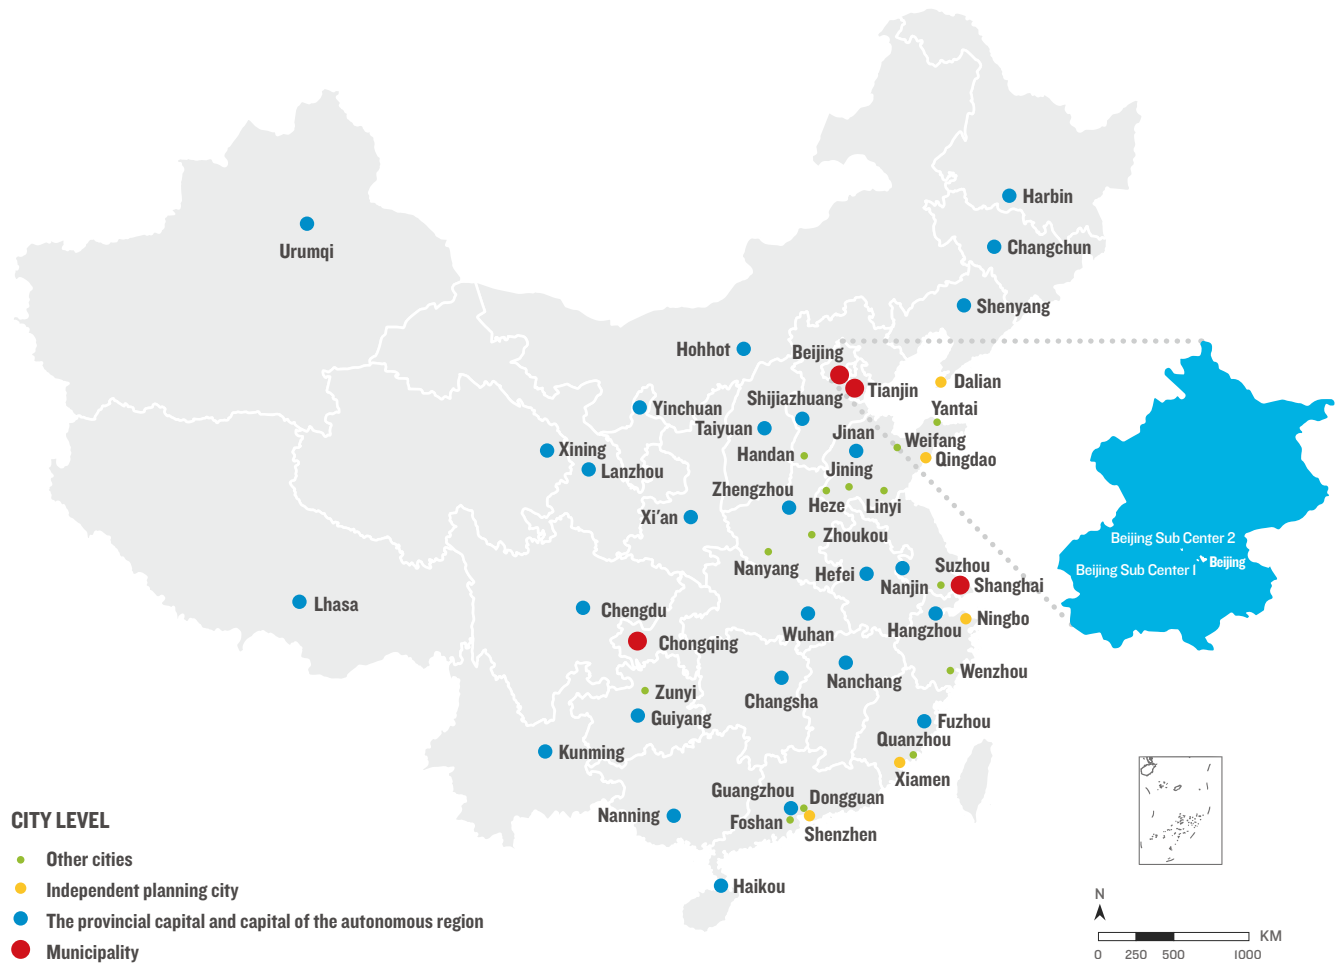 Harbin
Urumqi
Changchun
Shenyang
Hohhot
Beijing
Tianjin
Dalian
Shijiazhuang
Yinchuan
Yantai
Taiyuan
Jinan
Weifang
Xining
Handan
Qingdao
Lanzhou
Jining
Zhengzhou
Heze
Linyi
Xi'an
Zhoukou
Beijing Sub Center 2
Nanyang
Hefei
Suzhou
Beijing
Beijing Sub Center 1
Nanjin
Shanghai
Lhasa
Chengdu
Wuhan
Hangzhou
Ningbo
Chongqing
Wenzhou
Nanchang
Zunyi
Changsha
Guiyang
Fuzhou
Quanzhou
Kunming
Xiamen
Guangzhou
Dongguan
Nanning
Foshan
Shenzhen
Haikou
CITY LEVEL
Other cities
Independent planning city
The provincial capital and capital of the autonomous region
Municipality
N
KM
0 250 500 1000